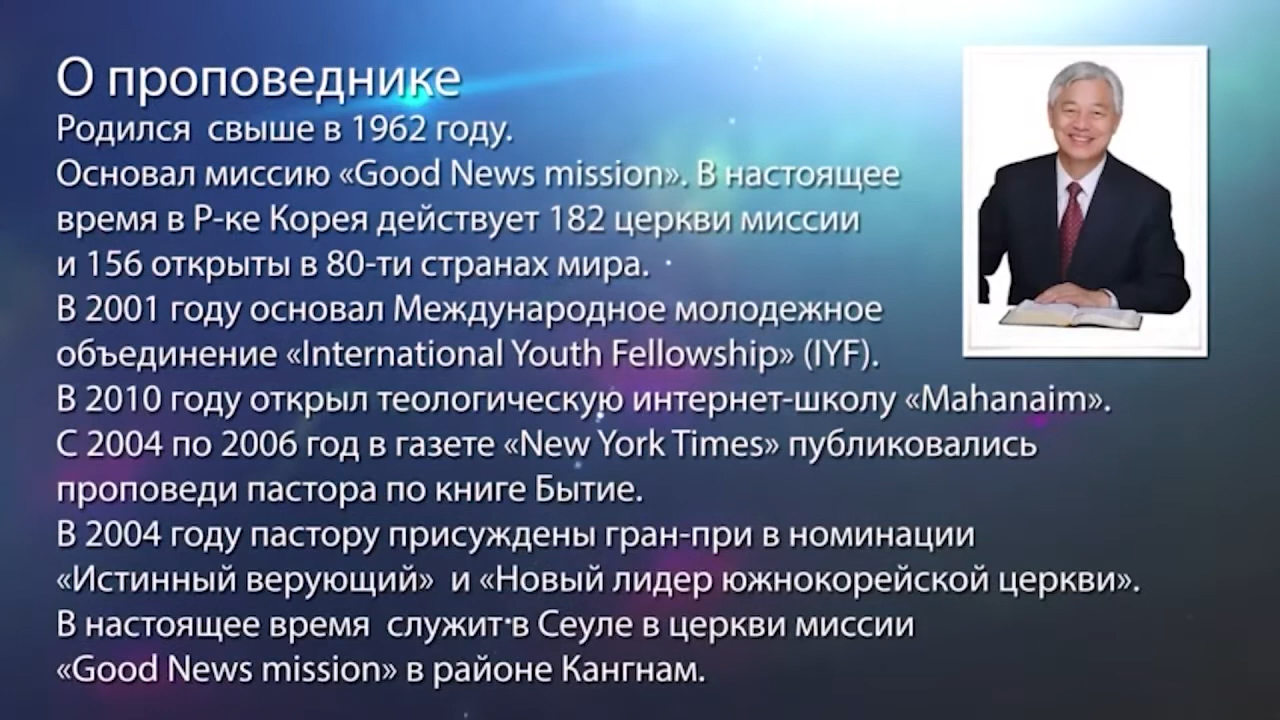 О проповеднике
Родился свыше в 1962 году.
Основал миссию «Good News mission». В настоящее
время в Р-ке Корея действует 182 церкви миссии
и 156 открыты в 80-ти странах мира.
В 2001 году основал Международное молодежное
объединение «International Youth Fellowship» (IYF).
В 2010 году открыл теологическую интернет-школу «Mahanaim».
С 2004 по 2006 год в газете «New York Times» публиковались
проповеди пастора по книге Бытие.
В 2004 году пастору присуждены гран-при в номинации
«Истинный верующий» и «Новый лидер южнокорейской церкви».
В настоящее время служит в Сеуле в церкви миссии
«Good News mission» в районе Кангнам.